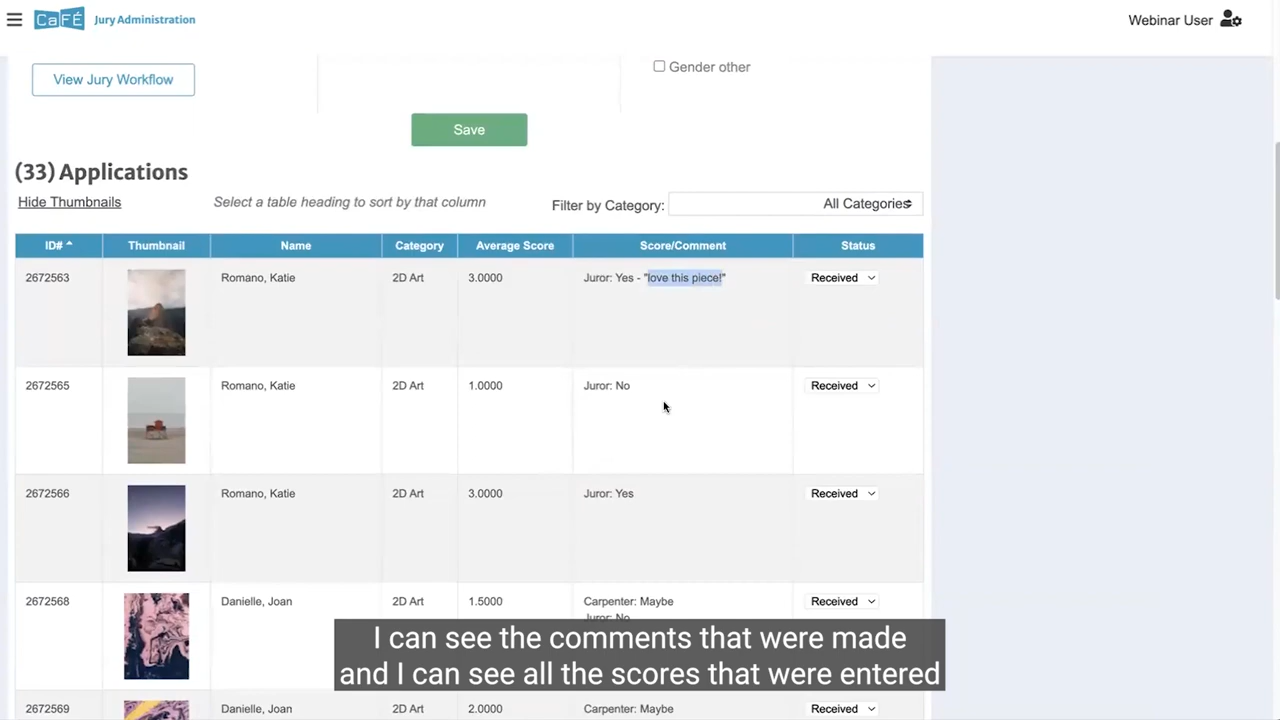 CaFÉ Jury Administration
Webinar User
View Jury Workflow
Gender other
Save
(33) Applications
Hide Thumbnails
Select a table heading to sort by that column
Filter by Category:
All Categories
ID# Thumbnail Name Category Average Score Score/Comment Status
2672563 Romano, Katie 2D Art 3.0000 Juror: Yes - "love this piece!" Received
2672565 Romano, Katie 2D Art 1.0000 Juror: No Received
2672566 Romano, Katie 2D Art 3.0000 Juror: Yes Received
2672568 Danielle, Joan 2D Art 1.5000 Carpenter: Maybe Received
Juror: No
I can see the comments that were made
and I can see all the scores that were entered
2672569 Danielle, Joan 2D Art 2.0000 Carpenter: Maybe Received